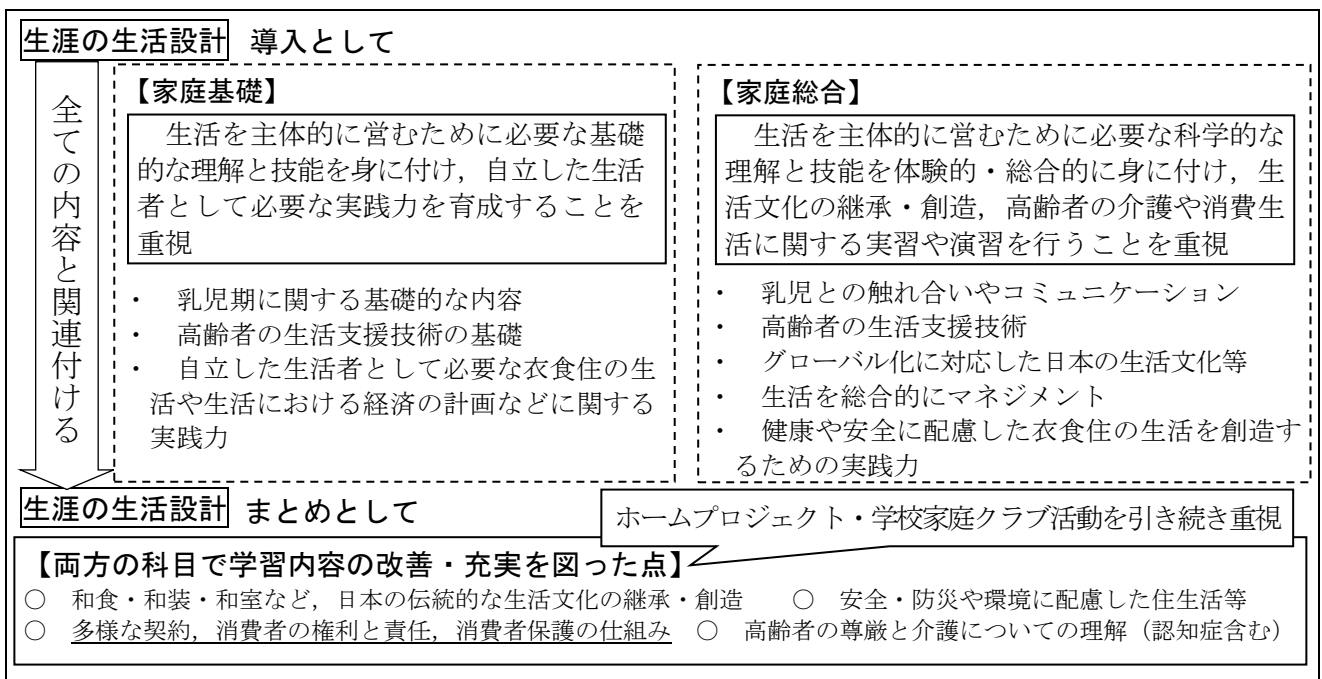 生涯の生活設計 導入として
全ての内容と関連付ける
【家庭基礎】
生活を主体的に営むために必要な基礎
的な理解と技能を身に付け，自立した生活
者として必要な実践力を育成することを
重視
・ 乳児期に関する基礎的な内容
・ 高齢者の生活支援技術の基礎
・ 自立した生活者として必要な衣食住の生
活や生活における経済の計画などに関する
実践力
【家庭総合】
生活を主体的に営むために必要な科学的な
理解と技能を体験的・総合的に身に付け，生
活文化の継承・創造，高齢者の介護や消費生
活に関する実習や演習を行うことを重視
・ 乳児との触れ合いやコミュニケーション
・ 高齢者の生活支援技術
・ グローバル化に対応した日本の生活文化等
・ 生活を総合的にマネジメント
・ 健康や安全に配慮した衣食住の生活を創造す
るための実践力
生涯の生活設計 まとめとして
ホームプロジェクト・学校家庭クラブ活動を引き続き重視
【両方の科目で学習内容の改善・充実を図った点】
○ 和食・和装・和室など，日本の伝統的な生活文化の継承・創造 ○ 安全・防災や環境に配慮した住生活等
○ 多様な契約，消費者の権利と責任，消費者保護の仕組み ○ 高齢者の尊厳と介護についての理解（認知症含む）